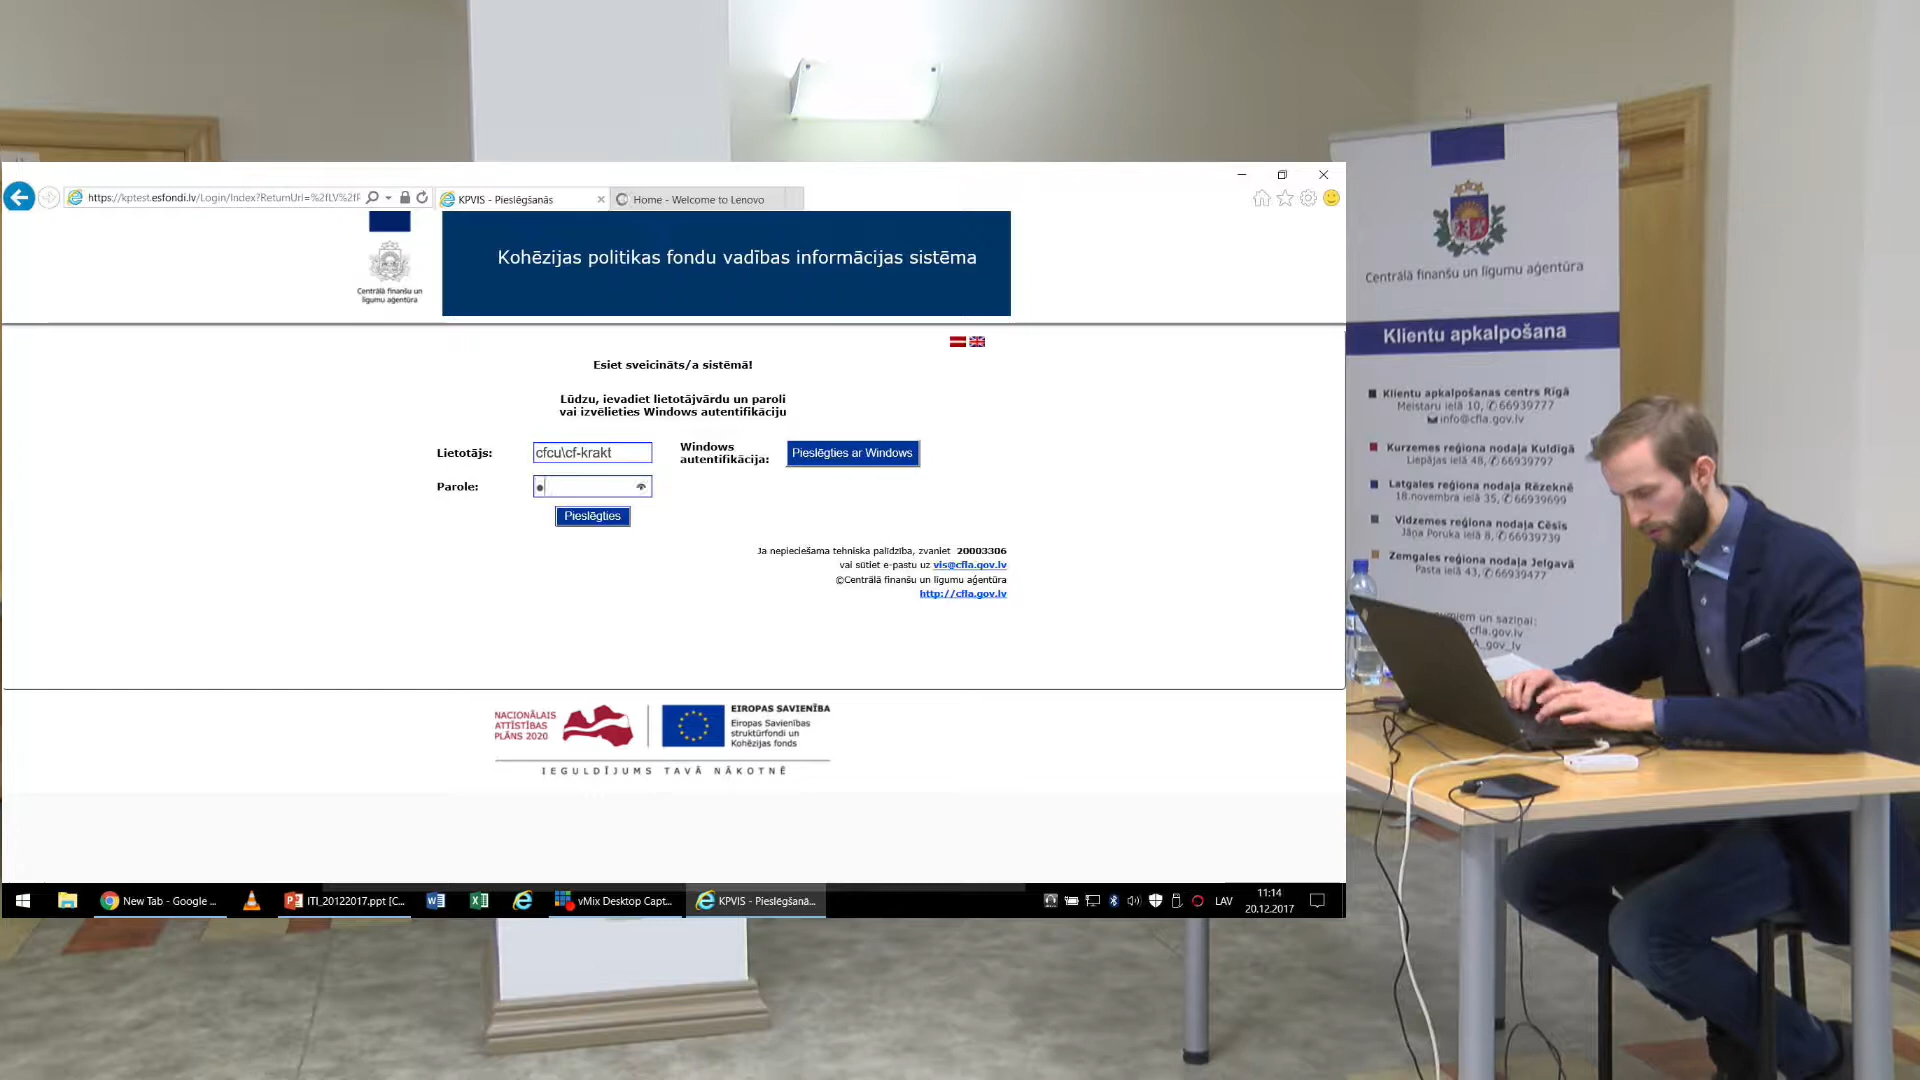 https://kptest.esfondi.lv/Login/Index?ReturnUrl=%2fLV%2fF
KPVIS - Pieslēgšanās
Home - Welcome to Lenovo
Centrālā finanšu un
līgumu aģentūra
Kohēzijas politikas fondu vadības informācijas sistēma
Esiet sveicināts/a sistēmā!
Lūdzu, ievadiet lietotājvārdu un paroli
vai izvēlieties Windows autentifikāciju
Lietotājs:
cfcu\cf-krakt
Windows
autentifikācija:
Pieslēgties ar Windows
Parole:
Pieslēgties
Ja nepieciešama tehniska palīdzība, zvaniet 20003306
vai sūtiet e-pastu uz vis@cfla.gov.lv
©Centrālā finanšu un līgumu aģentūra
http://cfla.gov.lv
NACIONĀLAIS
ATTĪSTĪBAS
PLĀNS 2020
EIROPAS SAVIENĪBA
Eiropas Savienības
struktūrfondi un
Kohēzijas fonds
IEGULDĪJUMS TAVĀ NĀKOTNĒ
New Tab - Google ...
ITI_20122017.ppt [C...
vMix Desktop Capt...
KPVIS - Pieslēgšanā...
LAV
11:14
20.12.2017
Centrālā finanšu un līgumu aģentūra
Klientu apkalpošana
Klientu apkalpošanas centrs Rīgā
Meistaru ielā 10, ✆ 66939777
info@cfla.gov.lv
Kurzemes reģiona nodaļa Kuldīgā
Liepājas ielā 48, ✆ 66939797
Latgales reģiona nodaļa Rēzeknē
18.novembra ielā 35, ✆ 66939699
Vidzemes reģiona nodaļa Cēsīs
Jāņa Poruka ielā 8, ✆ 66939739
Zemgales reģiona nodaļa Jelgavā
Pasta ielā 43, ✆ 66939477
un saziņai:
cfla.gov.lv
A_gov_lv